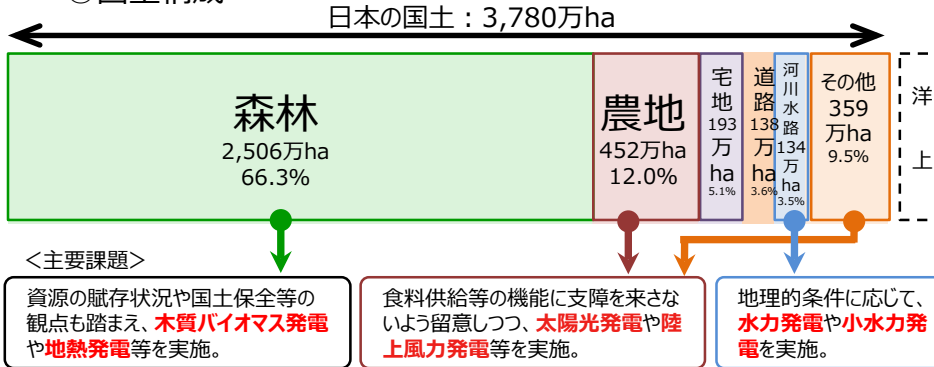 日本の国土：3,780万ha
森林
2,506万ha
66.3%
農地
452万ha
12.0%
宅地
193
万
ha
5.1%
道路
138
万
ha
3.6%
河川水路
134
万
ha
3.5%
その他
359
万ha
9.5%
洋
上
＜主要課題＞
資源の賦存状況や国土保全等の
観点も踏まえ、木質バイオマス発電
や地熱発電等を実施。
食料供給等の機能に支障を来さな
いよう留意しつつ、太陽光発電や陸
上風力発電等を実施。
地理的条件に応じて、
水力発電や小水力発
電を実施。